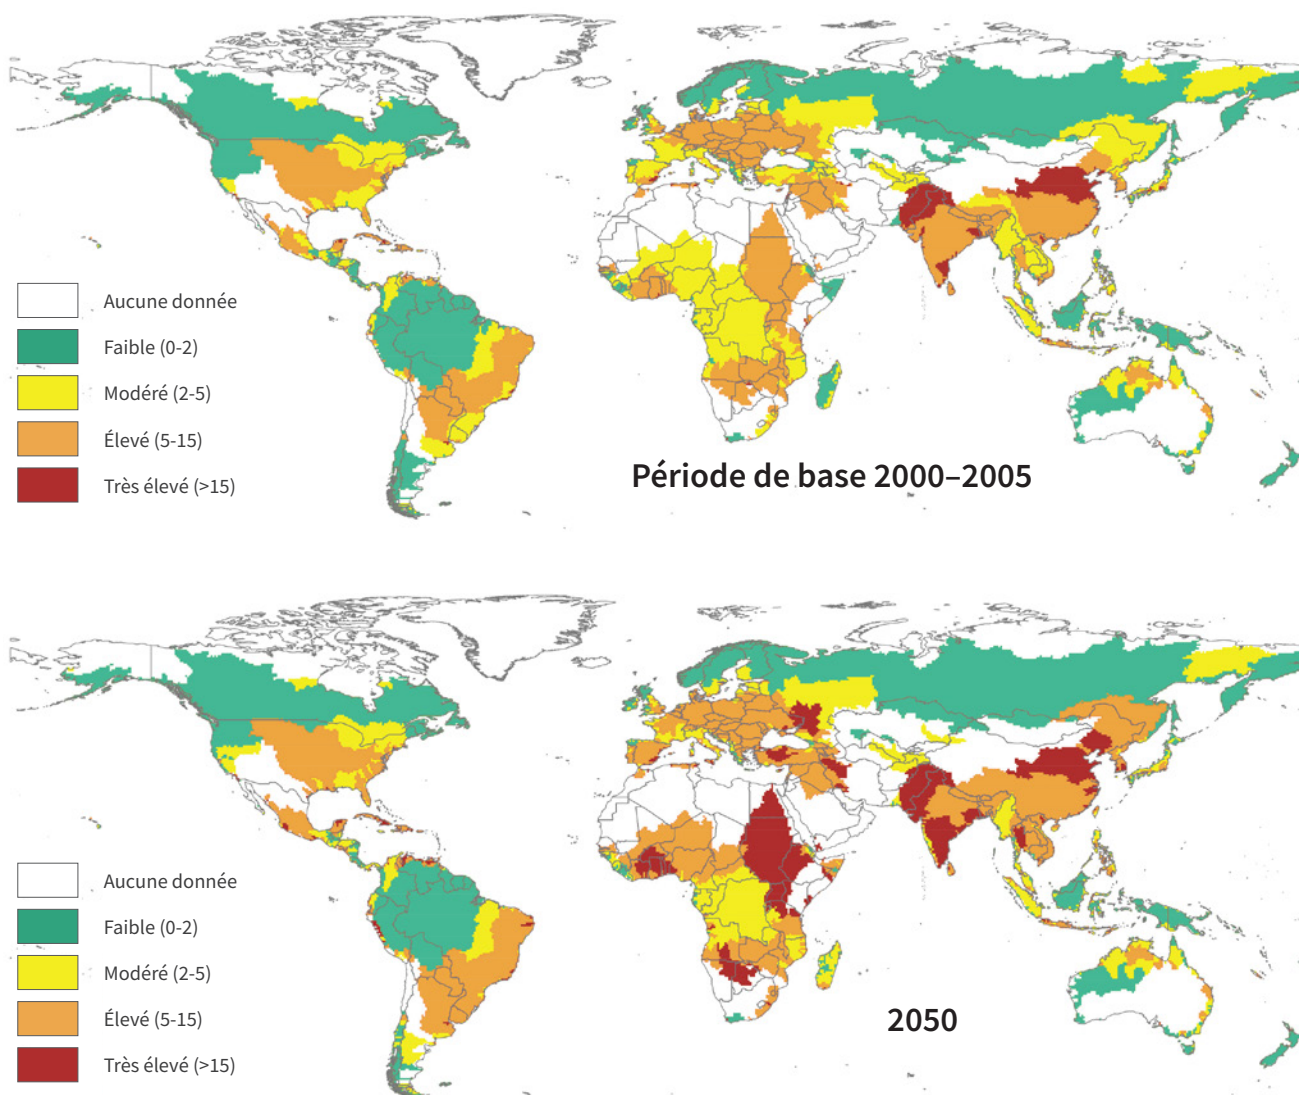 Aucune donnée
Faible (0-2)
Modéré (2-5)
Élevé (5-15)
Très élevé (>15)
Période de base 2000–2005
Aucune donnée
Faible (0-2)
Modéré (2-5)
Élevé (5-15)
Très élevé (>15)
2050